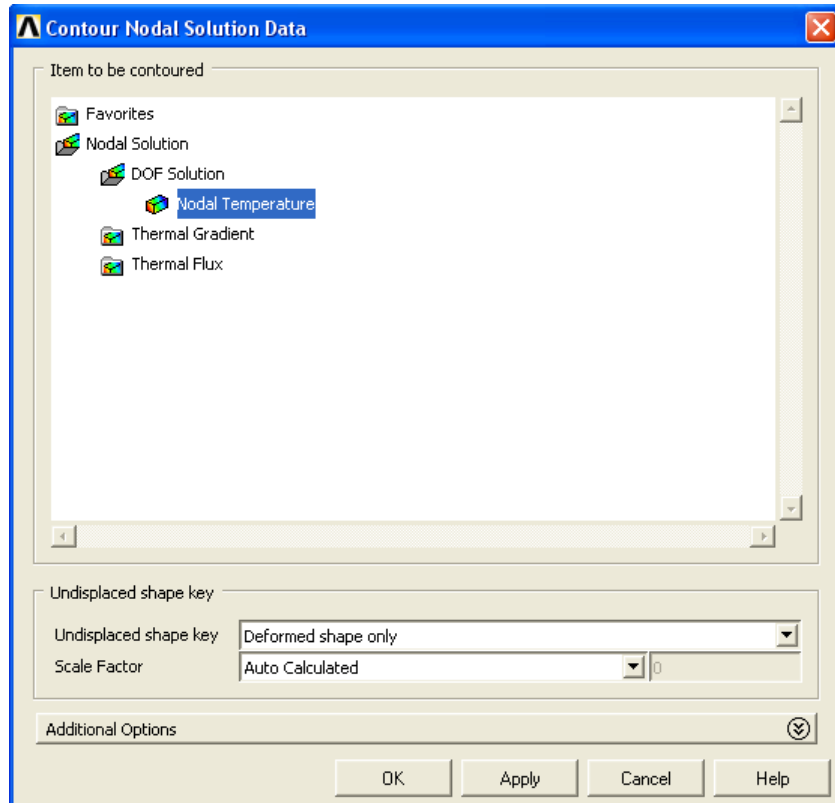 Contour Nodal Solution Data
Item to be contoured
Favorites
Nodal Solution
DOF Solution
Nodal Temperature
Thermal Gradient
Thermal Flux
Undisplaced shape key
Undisplaced shape key Deformed shape only
Scale Factor Auto Calculated 0
Additional Options
OK Apply Cancel Help